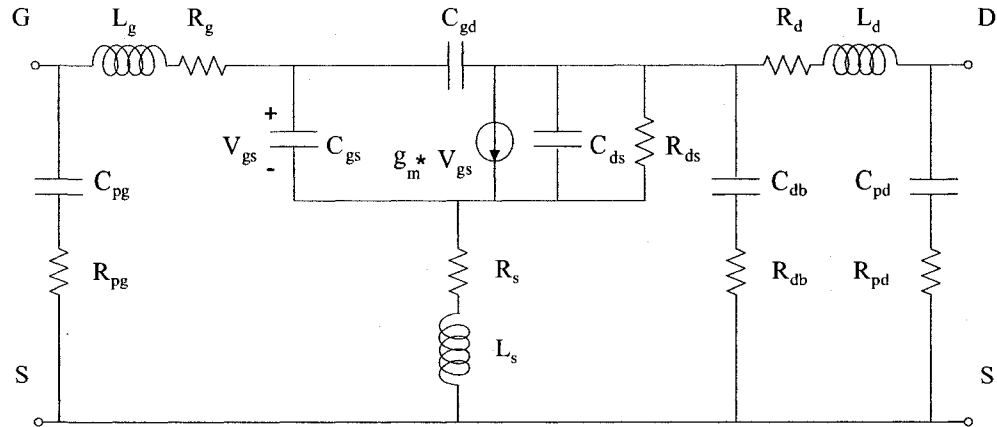 G L_g R_g C_gd R_d L_d D
+
V_gs C_gs g_m* V_gs C_ds R_ds
-
C_pg C_db C_pd
R_pg R_s R_db R_pd
L_s
S S